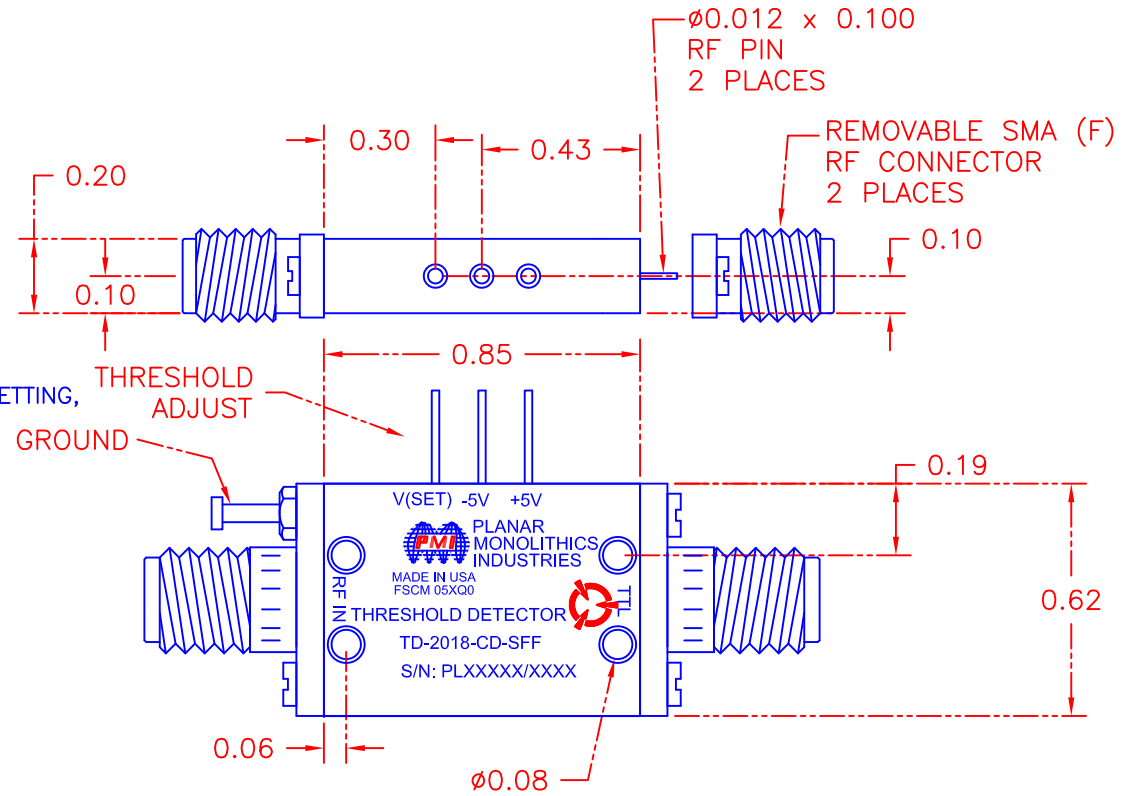 ø0.012 x 0.100
RF PIN
2 PLACES
REMOVABLE SMA (F)
RF CONNECTOR
2 PLACES
0.30
0.43
0.20
0.10
0.10
0.85
THRESHOLD
ADJUST
ETTING,
GROUND
0.19
V(SET) -5V +5V
PMI
PLANAR
MONOLITHICS
INDUSTRIES
MADE IN USA
FSCM 05XQ0
RF IN
TTL
THRESHOLD DETECTOR
TD-2018-CD-SFF
S/N: PLXXXXX/XXXX
0.62
0.06
ø0.08